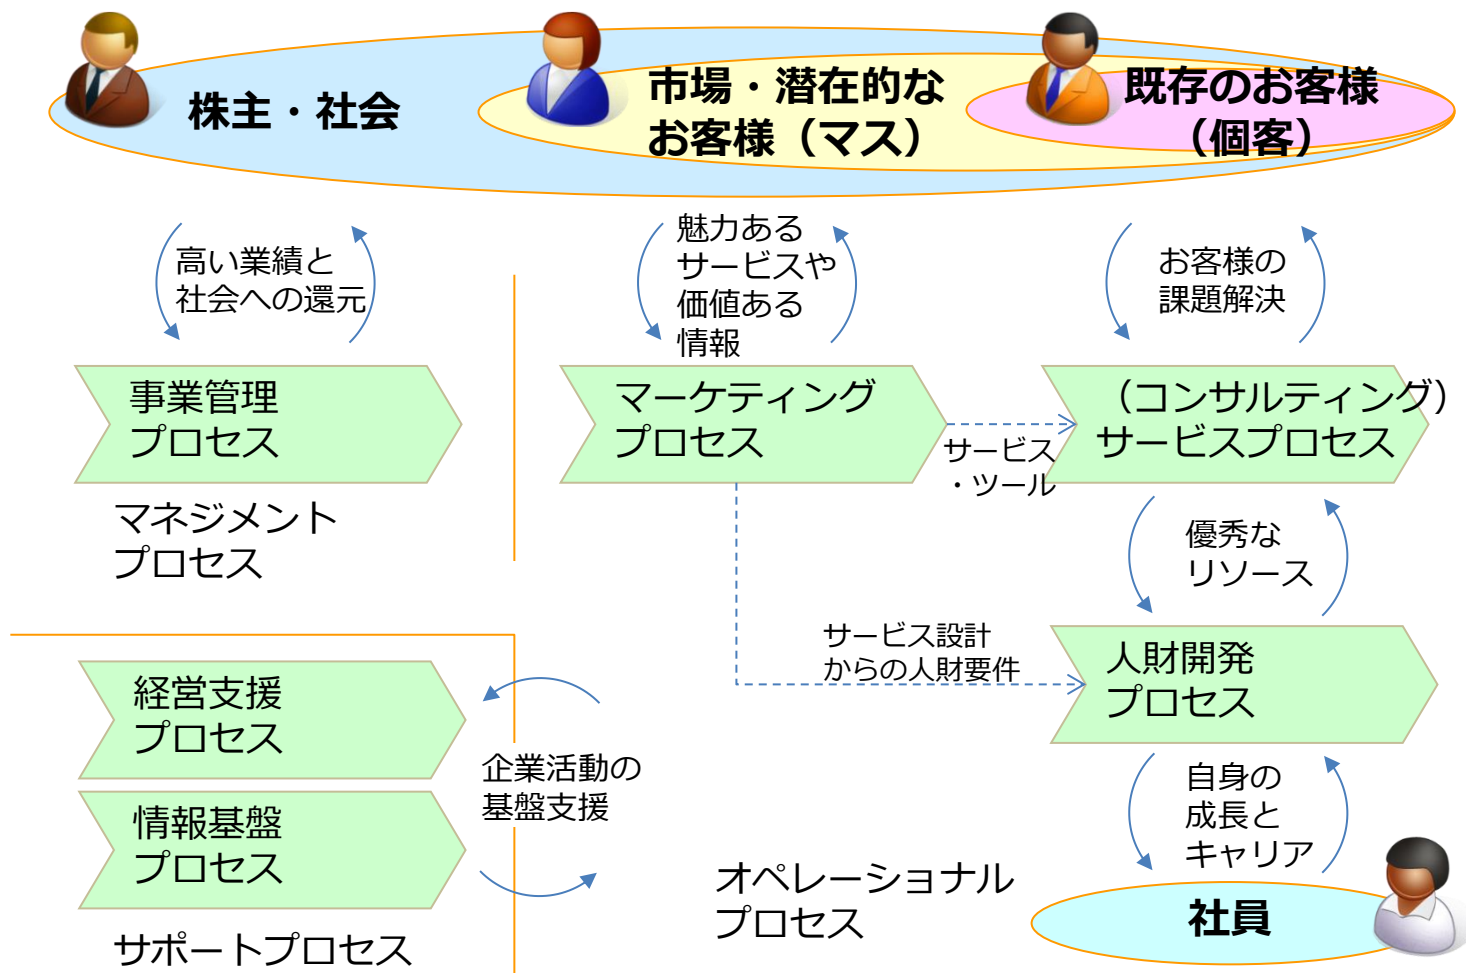 株主・社会
市場・潜在的な
お客様（マス）
既存のお客様
（個客）
高い業績と
社会への還元
魅力ある
サービスや
価値ある
情報
お客様の
課題解決
事業管理
プロセス
マーケティング
プロセス
（コンサルティング）
サービスプロセス
サービス
・ツール
マネジメント
プロセス
優秀な
リソース
サービス設計
からの人財要件
人財開発
プロセス
経営支援
プロセス
企業活動の
基盤支援
情報基盤
プロセス
自身の
成長と
キャリア
オペレーショナル
プロセス
社員
サポートプロセス